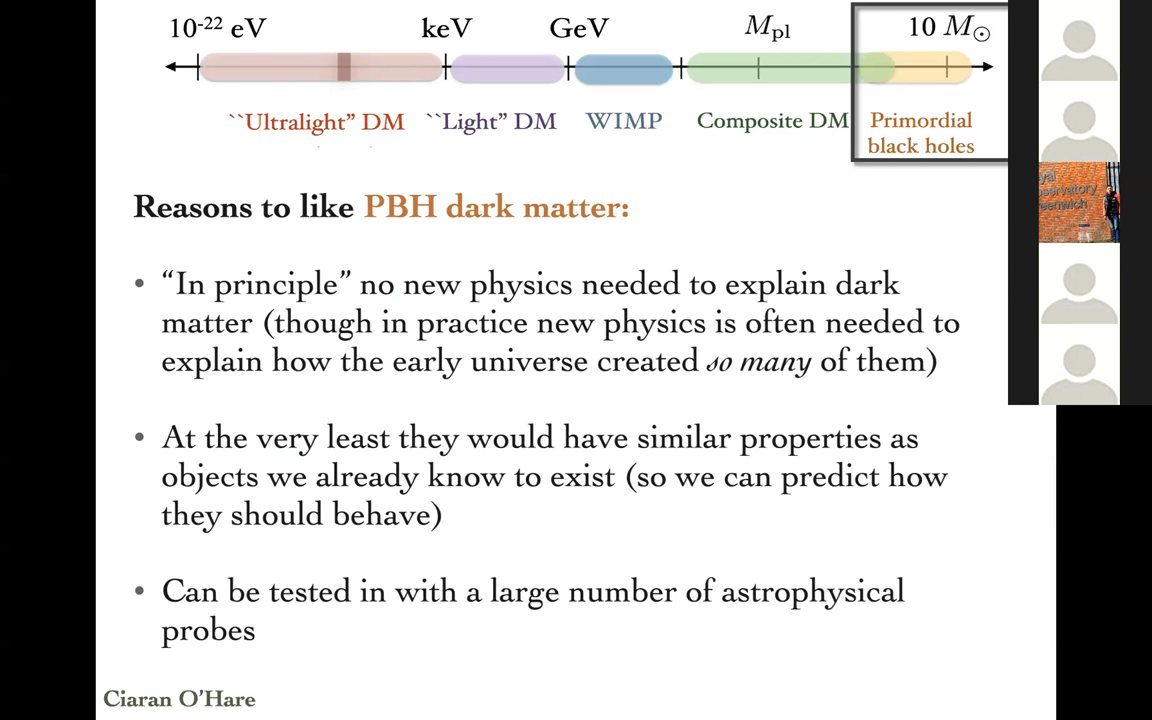 10⁻²² eV keV GeV Mpl 10 M⊙
``Ultralight” DM ``Light” DM WIMP Composite DM Primordial
black holes
Reasons to like PBH dark matter:
• “In principle” no new physics needed to explain dark
matter (though in practice new physics is often needed to
explain how the early universe created so many of them)
• At the very least they would have similar properties as
objects we already know to exist (so we can predict how
they should behave)
• Can be tested in with a large number of astrophysical
probes
Ciaran O’Hare